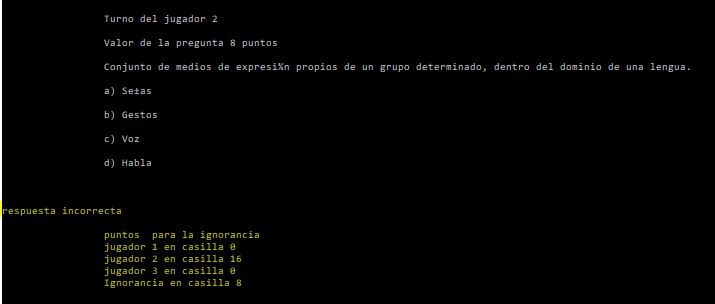 Turno del jugador 2
Valor de la pregunta 8 puntos
Conjunto de medios de expresi¾n propios de un grupo determinado, dentro del dominio de una lengua.
a) Se±as
b) Gestos
c) Voz
d) Habla
respuesta incorrecta
puntos  para la ignorancia
jugador 1 en casilla 0
jugador 2 en casilla 16
jugador 3 en casilla 0
Ignorancia en casilla 8